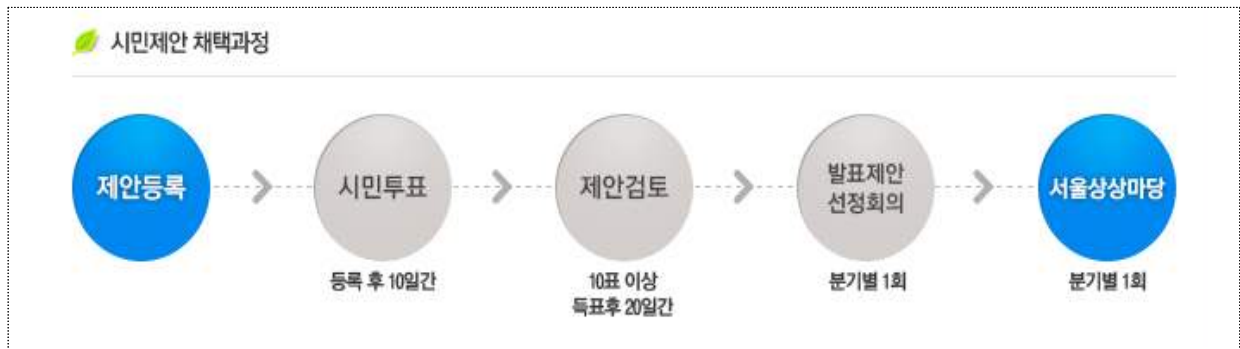 시민제안 채택과정
제안등록
시민투표
등록 후 10일간
제안검토
10표 이상
득표후 20일간
발표제안
선정회의
분기별 1회
서울상상마당
분기별 1회